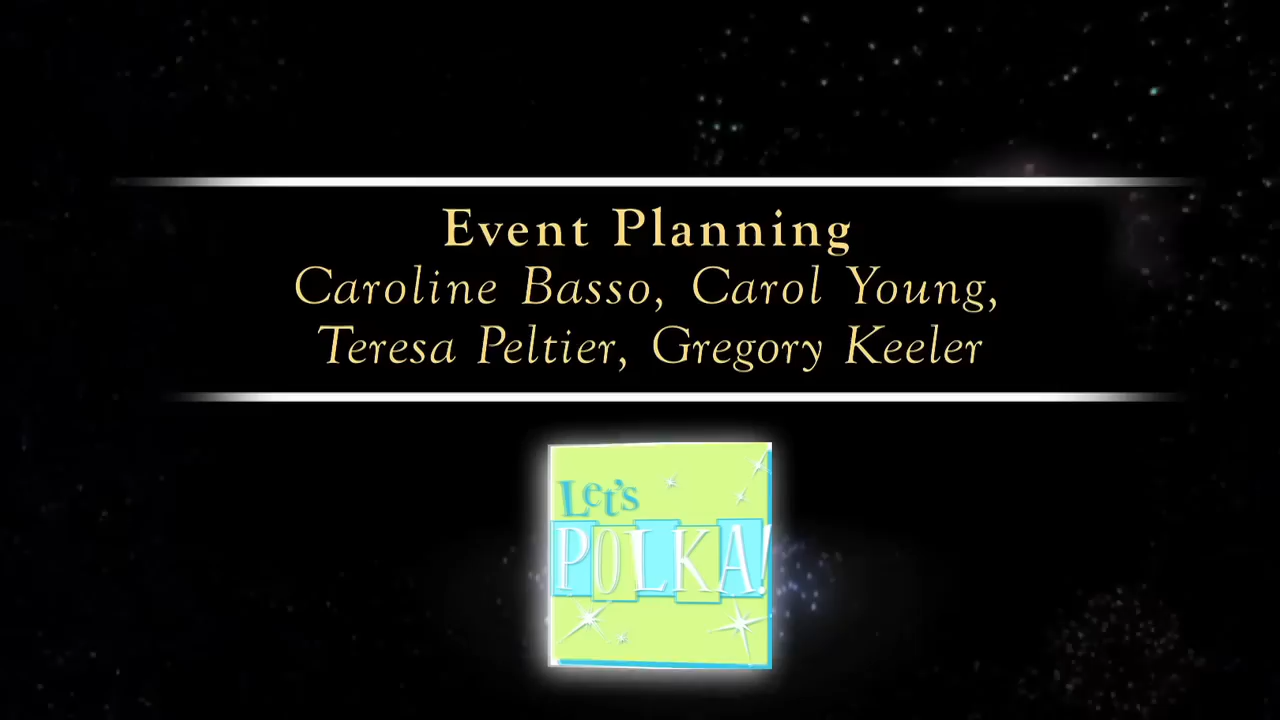 Event Planning
Caroline Basso, Carol Young,
Teresa Peltier, Gregory Keeler
Let's
POLKA!